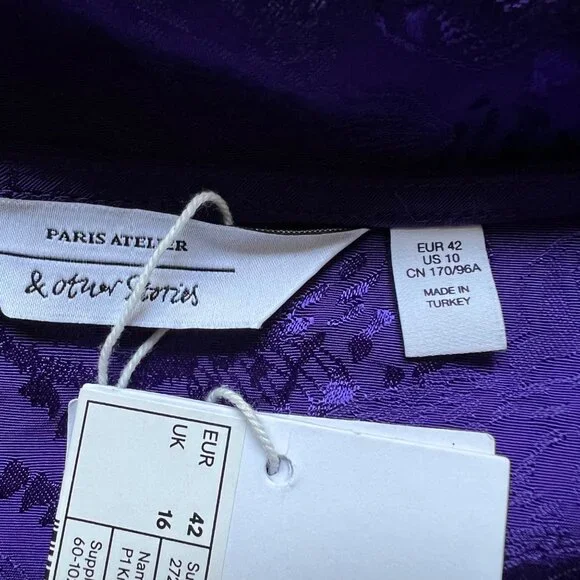 PARIS ATELIER
& other Stories
EUR 42
US 10
CN 170/96A
MADE IN
TURKEY
EUR 42
UK 16